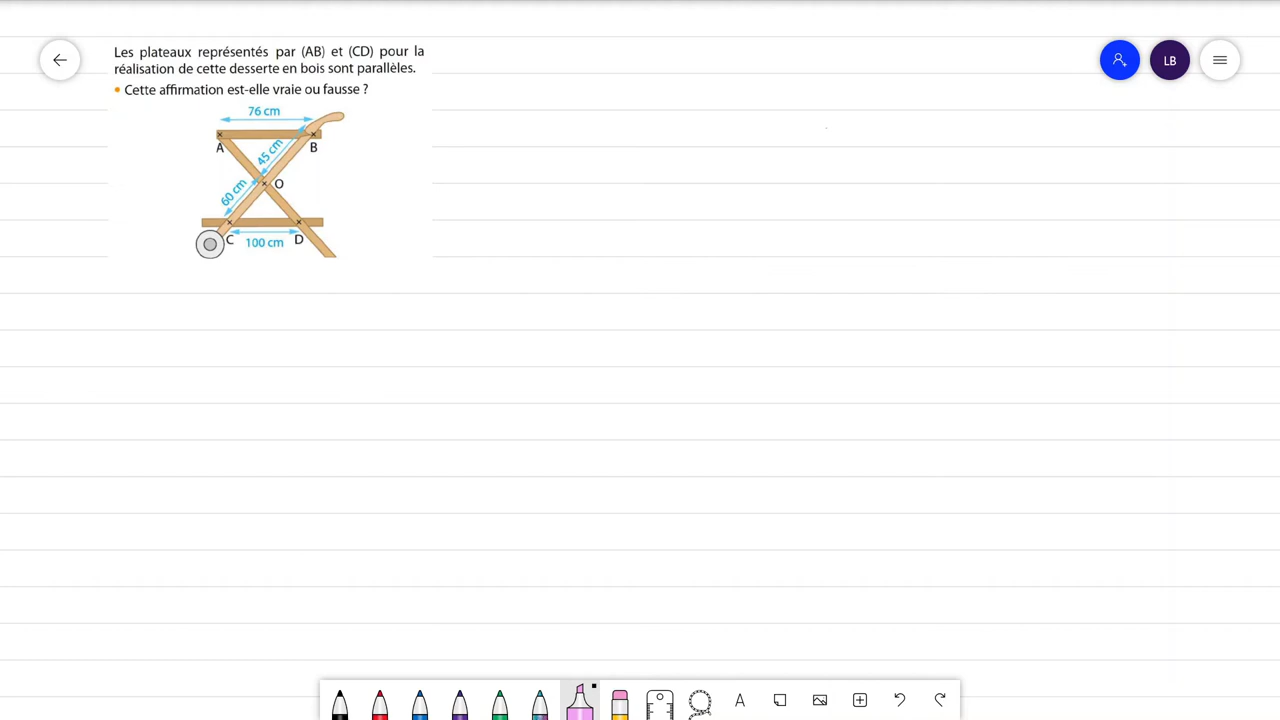 Les plateaux représentés par (AB) et (CD) pour la
réalisation de cette desserte en bois sont parallèles.
• Cette affirmation est-elle vraie ou fausse ?
76 cm
A
B
45 cm
O
60 cm
C
100 cm
D
LB
A